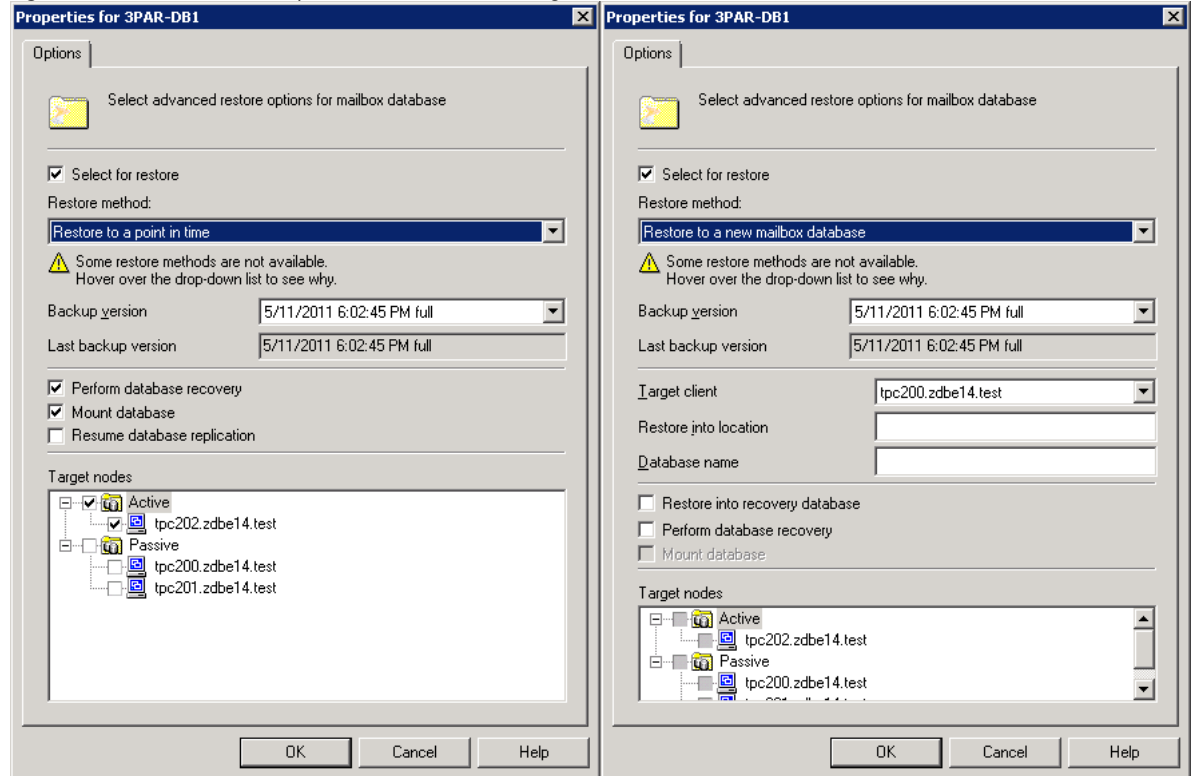 Properties for 3PAR-DB1
Options
Select advanced restore options for mailbox database
Select for restore
Restore method:
Restore to a point in time
Some restore methods are not available.
Hover over the drop-down list to see why.
Backup version
5/11/2011 6:02:45 PM full
Last backup version
5/11/2011 6:02:45 PM full
Perform database recovery
Mount database
Resume database replication
Target nodes
Active
tpc202.zdbe14.test
Passive
tpc200.zdbe14.test
tpc201.zdbe14.test
OK
Cancel
Help
Properties for 3PAR-DB1
Options
Select advanced restore options for mailbox database
Select for restore
Restore method:
Restore to a new mailbox database
Some restore methods are not available.
Hover over the drop-down list to see why.
Backup version
5/11/2011 6:02:45 PM full
Last backup version
5/11/2011 6:02:45 PM full
Target client
tpc200.zdbe14.test
Restore into location
Database name
Restore into recovery database
Perform database recovery
Mount database
Target nodes
Active
tpc202.zdbe14.test
Passive
tpc200.zdbe14.test
OK
Cancel
Help